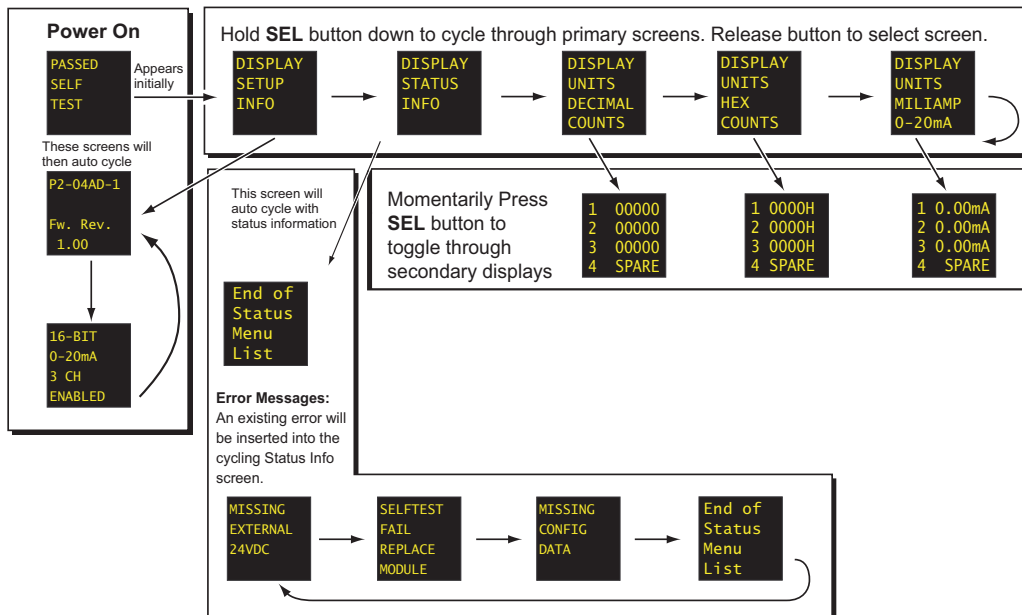 Power On
PASSED
SELF
TEST
Appears
initially
These screens will
then auto cycle
P2-04AD-1
Fw. Rev.
1.00
16-BIT
0-20mA
3 CH
ENABLED
Hold SEL button down to cycle through primary screens. Release button to select screen.
DISPLAY
SETUP
INFO
DISPLAY
STATUS
INFO
DISPLAY
UNITS
DECIMAL
COUNTS
DISPLAY
UNITS
HEX
COUNTS
DISPLAY
UNITS
MILIAMP
0-20mA
This screen will
auto cycle with
status information
Momentarily Press
SEL button to
toggle through
secondary displays
1 00000
2 00000
3 00000
4 SPARE
1 0000H
2 0000H
3 0000H
4 SPARE
1 0.00mA
2 0.00mA
3 0.00mA
4 SPARE
End of
Status
Menu
List
Error Messages:
An existing error will
be inserted into the
cycling Status Info
screen.
MISSING
EXTERNAL
24VDC
SELFTEST
FAIL
REPLACE
MODULE
MISSING
CONFIG
DATA
End of
Status
Menu
List